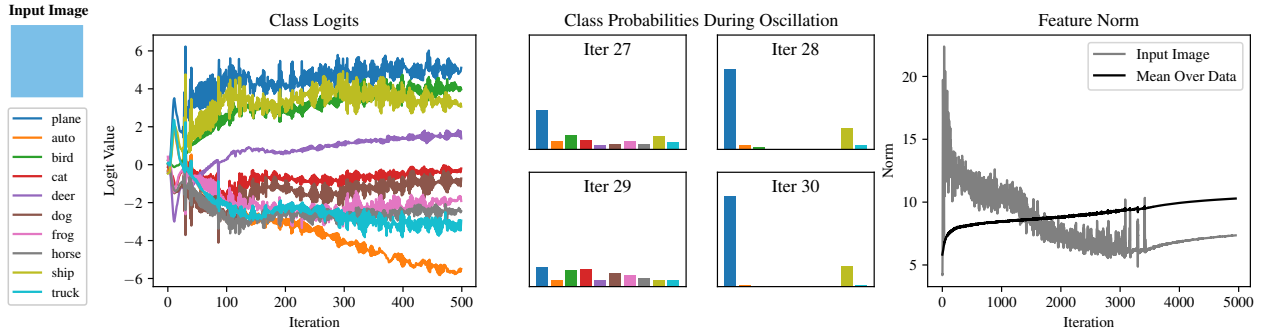 Input Image
plane
auto
bird
cat
deer
dog
frog
horse
ship
truck
Class Logits
Logit Value
6
4
2
0
−2
−4
−6
0
100
200
300
400
500
Iteration
Class Probabilities During Oscillation
Iter 27
Iter 28
Iter 29
Iter 30
Feature Norm
Norm
20
15
10
5
Input Image
Mean Over Data
0
1000
2000
3000
4000
5000
Iteration